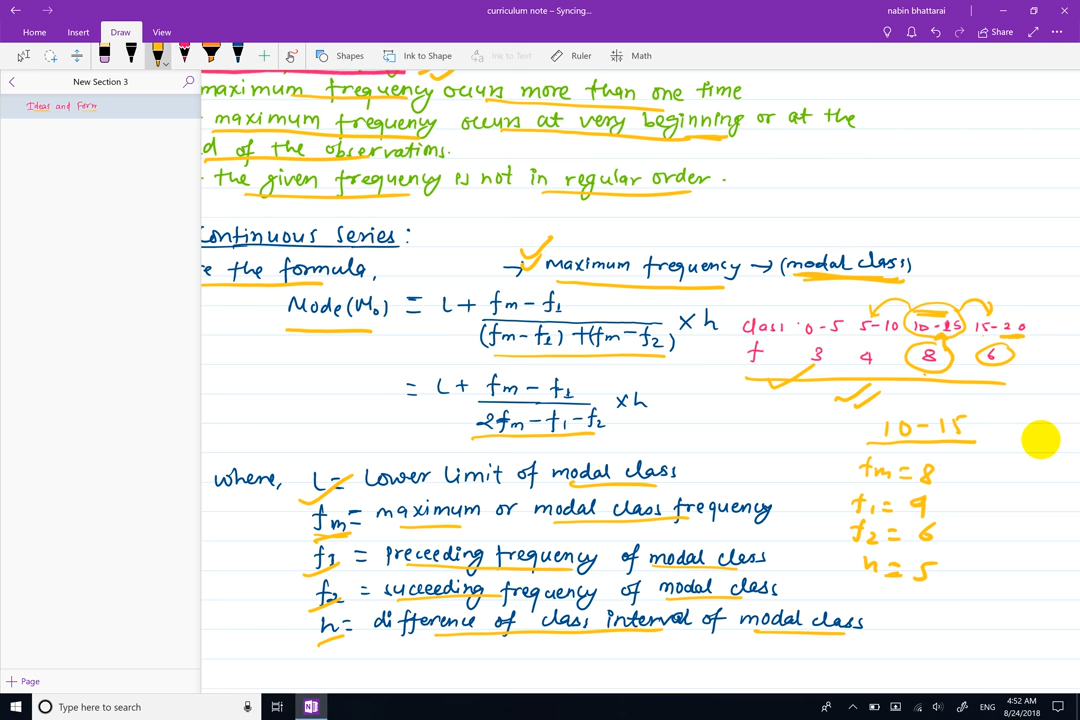 curriculum note – Syncing...
nabin bhattarai
Home Insert Draw View
Share
Shapes
Ink to Shape
Ink to Text
Ruler
Math
New Section 3
Ideas and Form
maximum frequency occurs more than one time
maximum frequency occurs at very beginning or at the
d of the observations.
the given frequency is not in regular order.
Continuous Series:
e the formula,
→ maximum frequency → (modal class)
Mode(M₀) = L + fm - f1 / (fm - f1) + (fm - f2) × h
class 0-5 5-10 10-15 15-20
f 3 4 8 6
= L + fm - f1 / 2fm - f1 - f2 × h
10-15
where, L = Lower Limit of modal class
fm = 8
fm = maximum or modal class frequency
f1 = 4
f2 = 6
f1 = preceeding frequency of modal class
h = 5
f2 = succeeding frequency of modal class
h = difference of class interval of modal class
+ Page
Type here to search
ENG
4:52 AM
8/24/2018